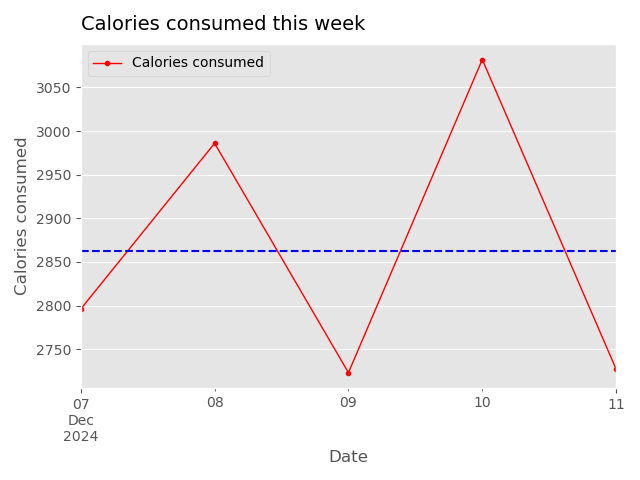 Calories consumed this week
Calories consumed
3050
3000
2950
2900
2850
2800
2750
Calories consumed
07 08 09 10 11
Dec
2024
Date